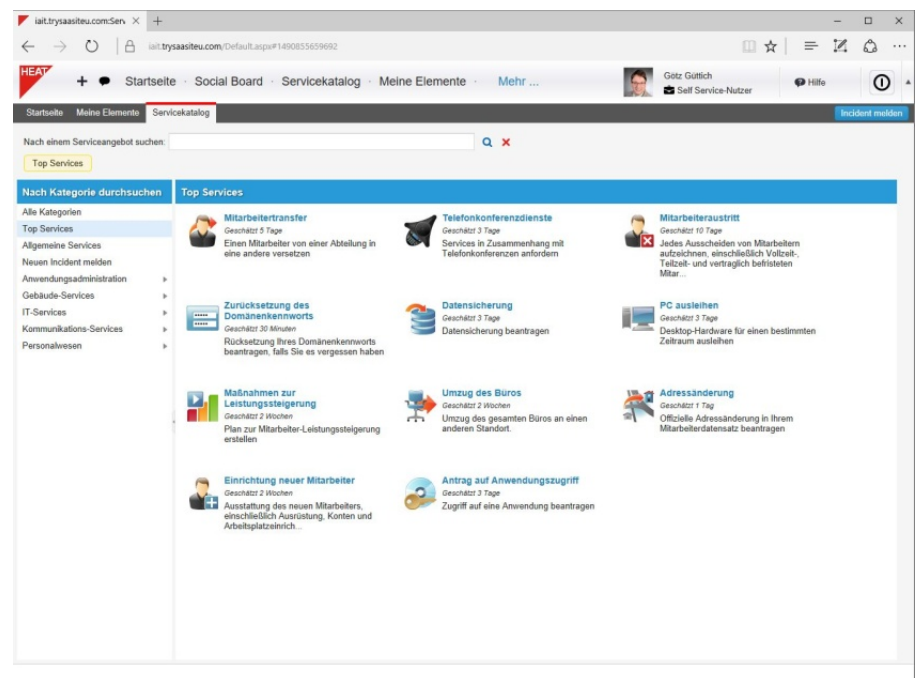 iait.trysaasiteu.com:Serv
iait.trysaasiteu.com/Default.aspx#1490855659692
HEAT
Startseite · Social Board · Servicekatalog · Meine Elemente · Mehr ...
Götz Güttich
Self Service-Nutzer
Hilfe
Startseite Meine Elemente Servicekatalog
Incident melden
Nach einem Serviceangebot suchen:
Top Services
Nach Kategorie durchsuchen
Alle Kategorien
Top Services
Allgemeine Services
Neuen Incident melden
Anwendungsadministration
Gebäude-Services
IT-Services
Kommunikations-Services
Personalwesen
Top Services
Mitarbeitertransfer
Geschätzt 5 Tage
Einen Mitarbeiter von einer Abteilung in
eine andere versetzen
Telefonkonferenzdienste
Geschätzt 3 Tage
Services in Zusammenhang mit
Telefonkonferenzen anfordern
Mitarbeiteraustritt
Geschätzt 10 Tage
Jedes Ausscheiden von Mitarbeitern
aufzeichnen, einschließlich Vollzeit-,
Teilzeit- und vertraglich befristeten
Mitar...
Zurücksetzung des
Domänenkennworts
Geschätzt 30 Minuten
Rücksetzung Ihres Domänenkennworts
beantragen, falls Sie es vergessen haben
Datensicherung
Geschätzt 3 Tage
Datensicherung beantragen
PC ausleihen
Geschätzt 3 Tage
Desktop-Hardware für einen bestimmten
Zeitraum ausleihen
Maßnahmen zur
Leistungssteigerung
Geschätzt 2 Wochen
Plan zur Mitarbeiter-Leistungssteigerung
erstellen
Umzug des Büros
Geschätzt 2 Wochen
Umzug des gesamten Büros an einen
anderen Standort.
Adressänderung
Geschätzt 1 Tag
Offizielle Adressänderung in Ihrem
Mitarbeiterdatensatz beantragen
Einrichtung neuer Mitarbeiter
Geschätzt 2 Wochen
Ausstattung des neuen Mitarbeiters,
einschließlich Ausrüstung, Konten und
Arbeitsplatzeinrich...
Antrag auf Anwendungszugriff
Geschätzt 3 Tage
Zugriff auf eine Anwendung beantragen